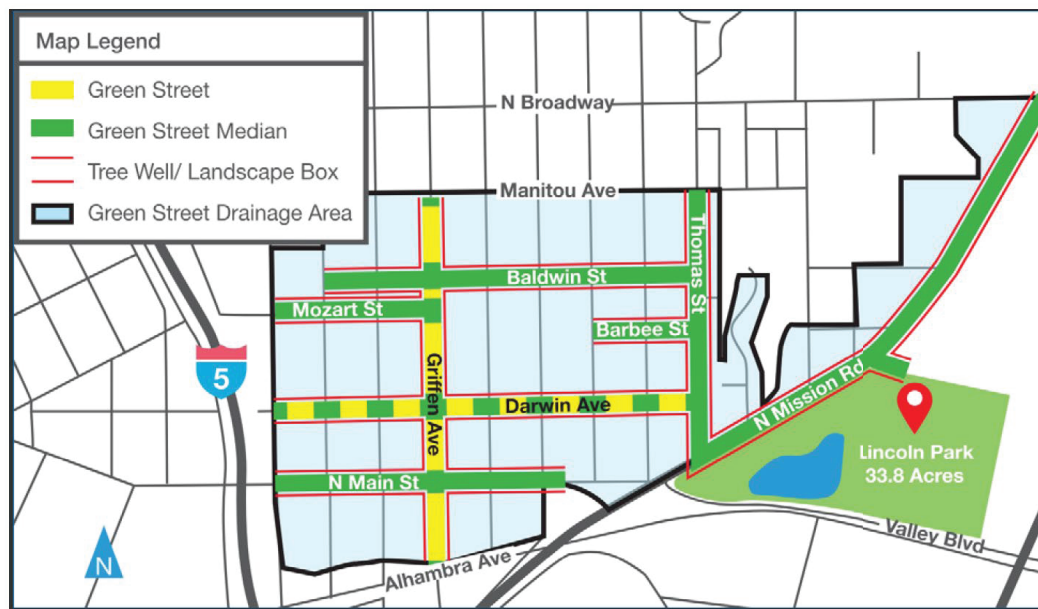 Map Legend
Green Street
Green Street Median
Tree Well/ Landscape Box
Green Street Drainage Area
N Broadway
Manitou Ave
Thomas St
Baldwin St
Mozart St
Barbee St
5
Griffen Ave
Darwin Ave
N Mission Rd
Lincoln Park
33.8 Acres
N Main St
Valley Blvd
Alhambra Ave
N